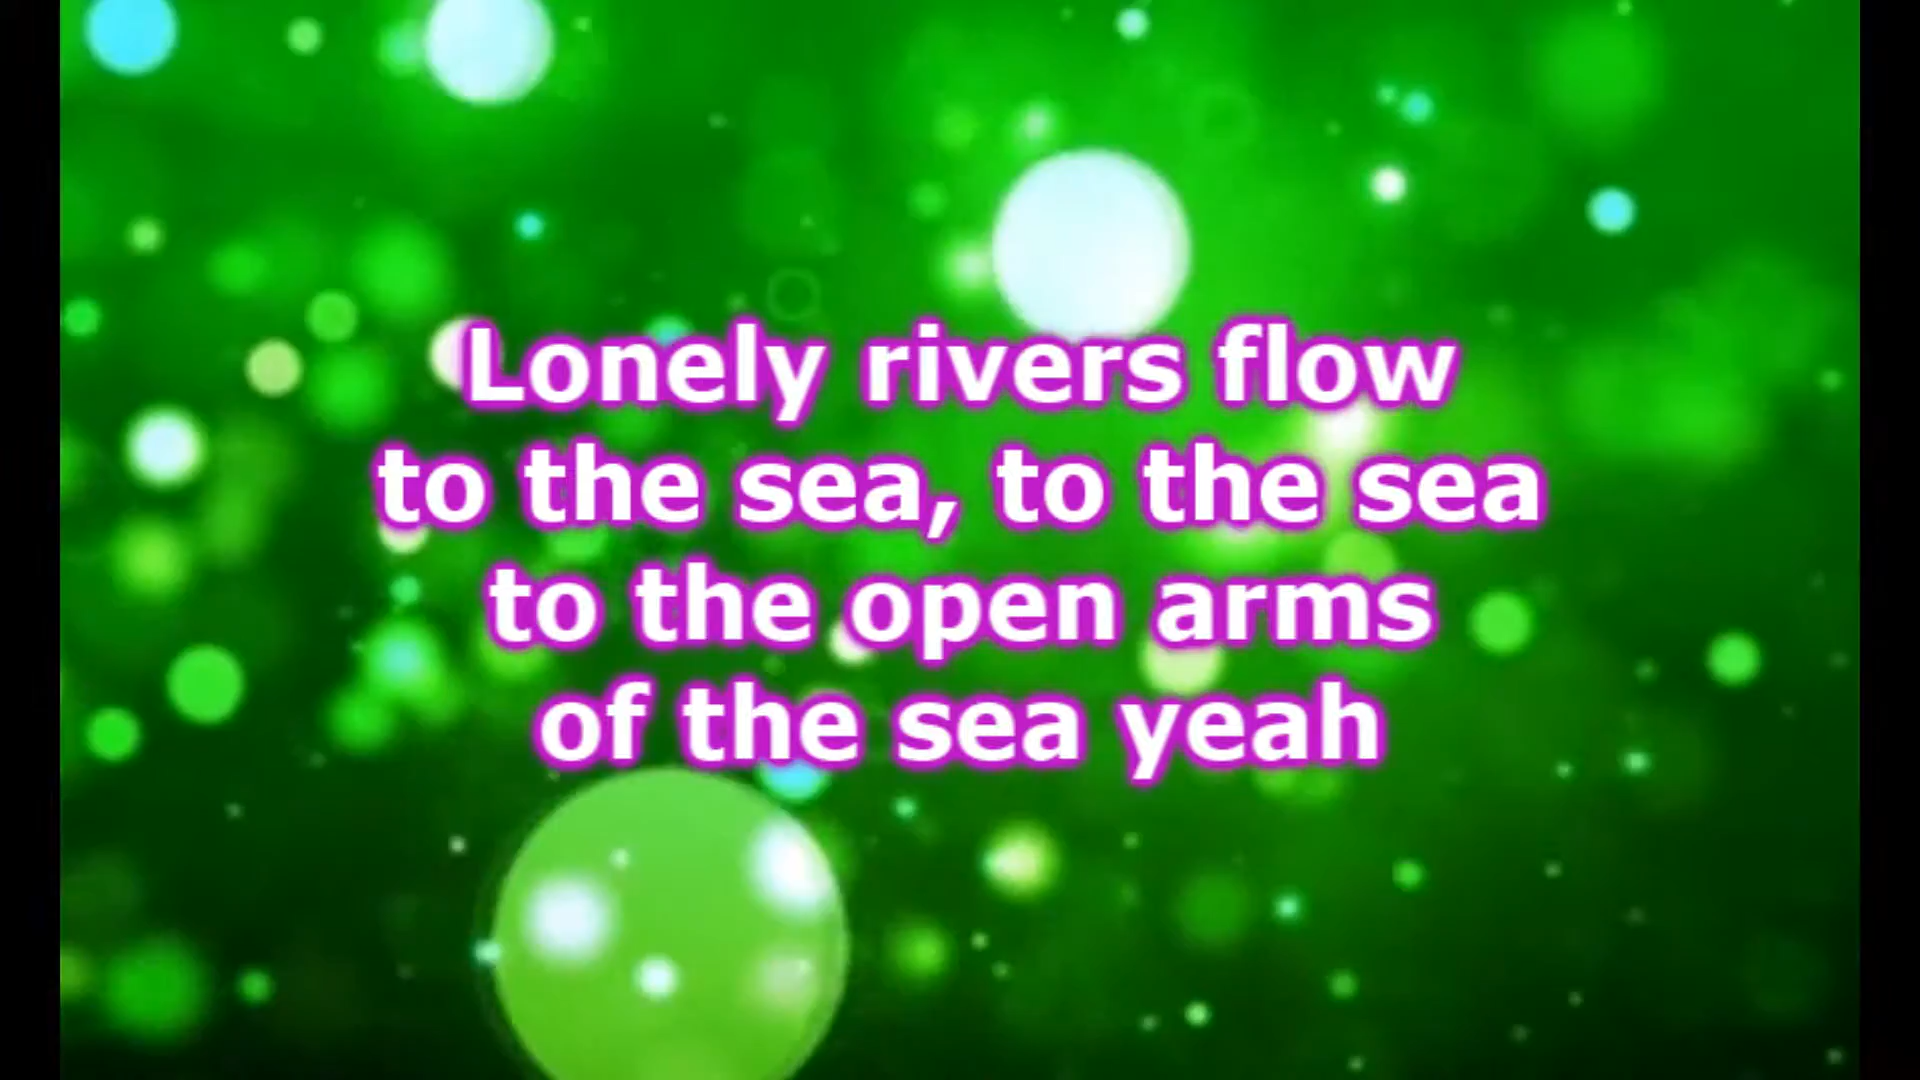 Lonely rivers flow
to the sea, to the sea
to the open arms
of the sea yeah